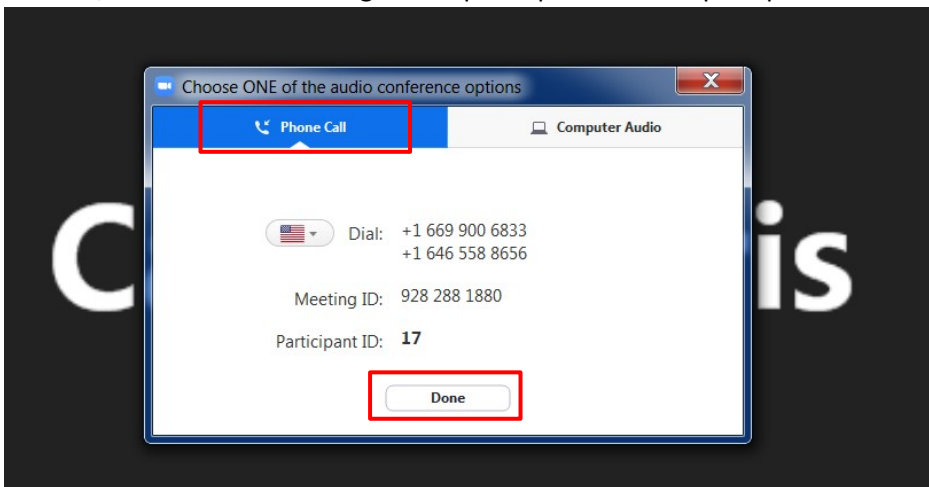 Choose ONE of the audio conference options
Phone Call
Computer Audio
Dial: +1 669 900 6833
+1 646 558 8656
Meeting ID: 928 288 1880
Participant ID: 17
Done
C is